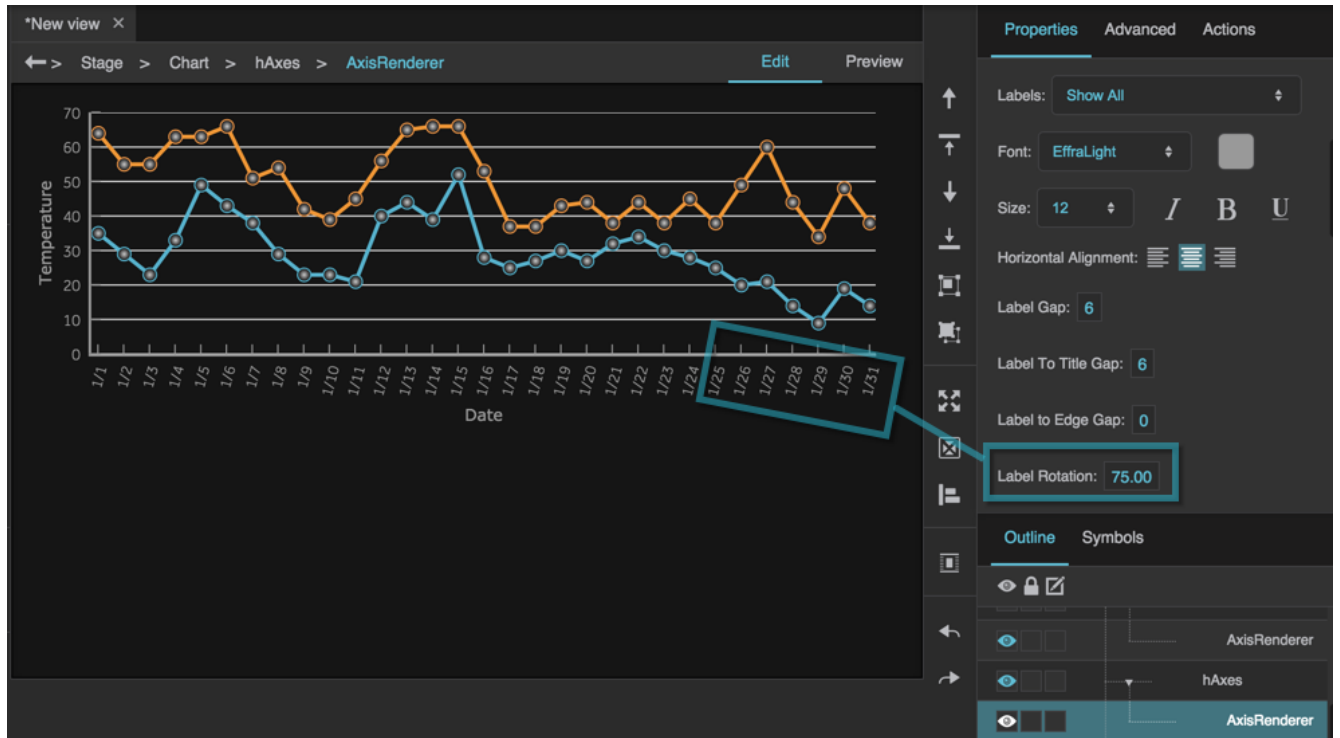 *New view ×
Stage > Chart > hAxes > AxisRenderer
Edit Preview
70
60
50
40
30
20
10
0
Temperature
1/1 1/2 1/3 1/4 1/5 1/6 1/7 1/8 1/9 1/10 1/11 1/12 1/13 1/14 1/15 1/16 1/17 1/18 1/19 1/20 1/21 1/22 1/23 1/24 1/25 1/26 1/27 1/28 1/29 1/30 1/31
Date
Properties Advanced Actions
Labels: Show All
Font: EffraLight
Size: 12 I B U
Horizontal Alignment:
Label Gap: 6
Label To Title Gap: 6
Label to Edge Gap: 0
Label Rotation: 75.00
Outline Symbols
AxisRenderer
hAxes
AxisRenderer